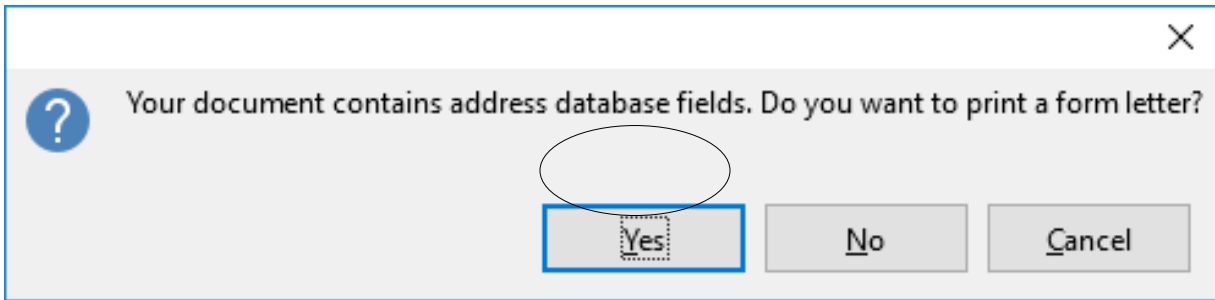 Your document contains address database fields. Do you want to print a form letter?
Yes No Cancel